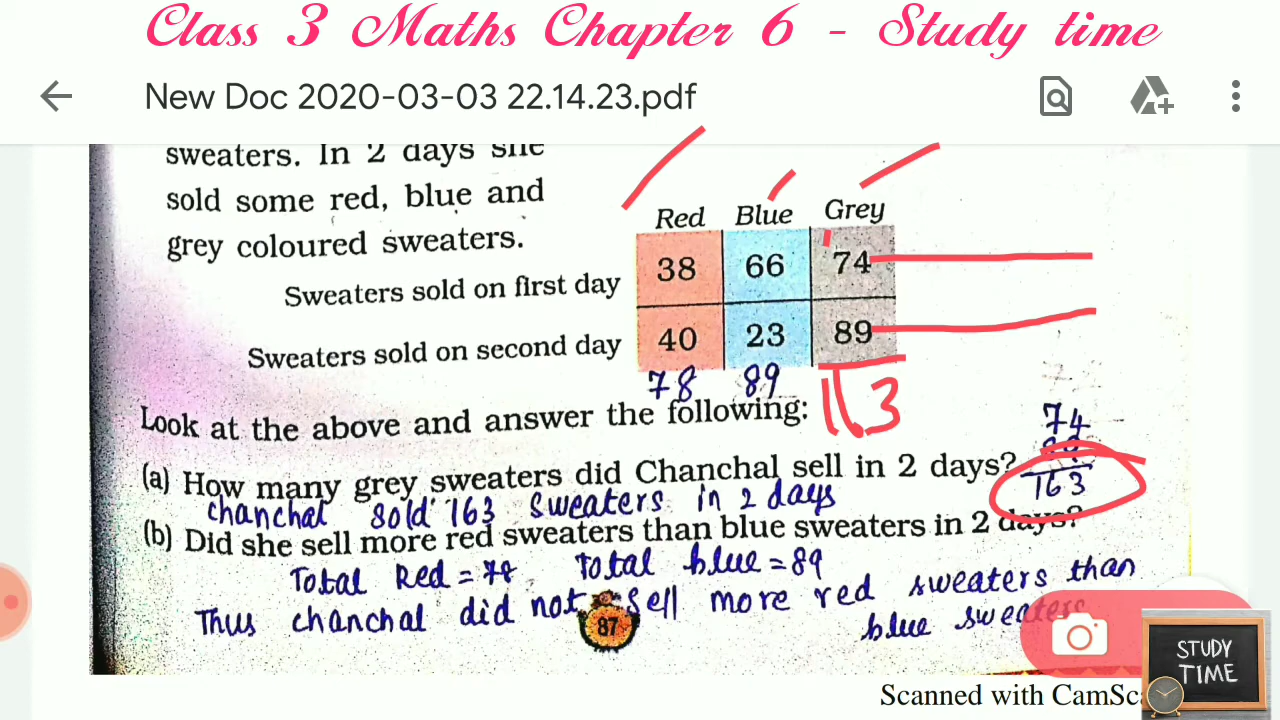 Class 3 Maths Chapter 6 - Study time
New Doc 2020-03-03 22.14.23.pdf
sweaters. In 2 days she
sold some red, blue and
grey coloured sweaters.
Red Blue Grey
Sweaters sold on first day 38 66 74
Sweaters sold on second day 40 23 89
78 89 163
Look at the above and answer the following:
74
(a) How many grey sweaters did Chanchal sell in 2 days?
163
chanchal sold 163 sweaters in 2 days
(b) Did she sell more red sweaters than blue sweaters in 2 days?
Total Red = 78, Total blue = 89
Thus chanchal did not sell more red sweaters than
blue sweaters
87
STUDY
TIME
Scanned with